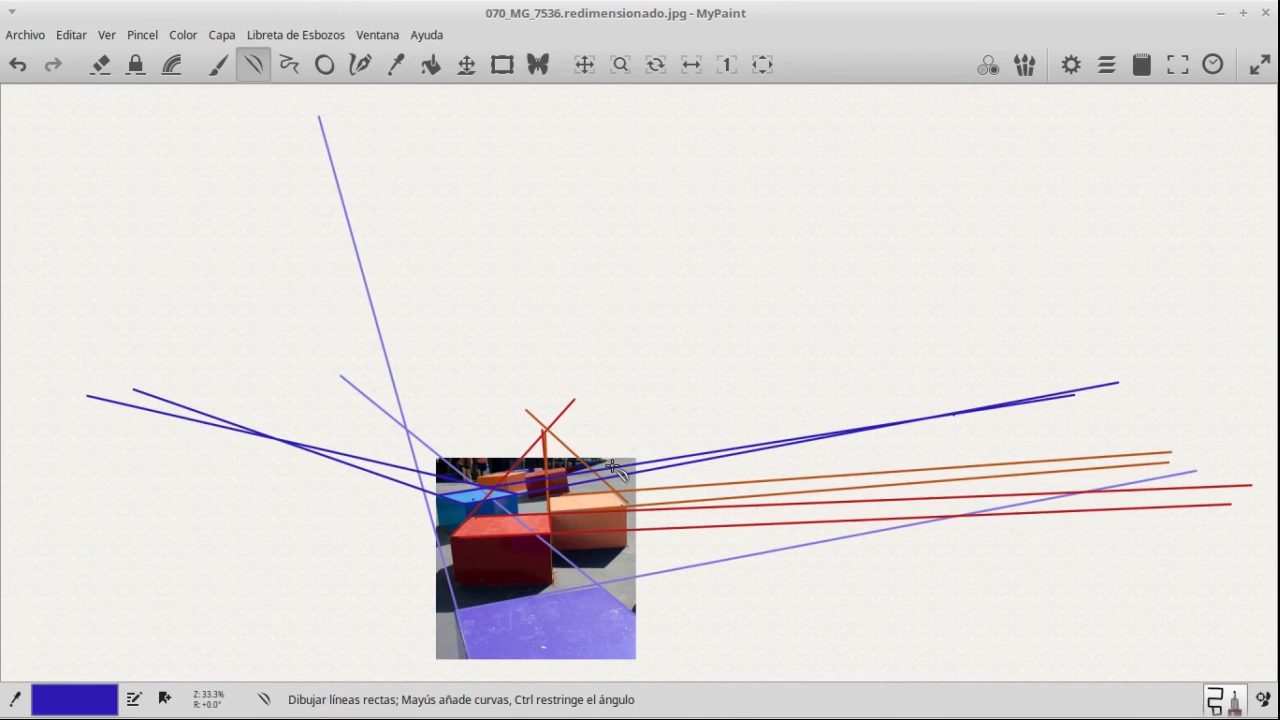 070_MG_7536.redimensionado.jpg - MyPaint
Archivo Editar Ver Pincel Color Capa Libreta de Esbozos Ventana Ayuda
1
Z: 33.3%
R: +0.0°
Dibujar líneas rectas; Mayús añade curvas, Ctrl restringe el ángulo